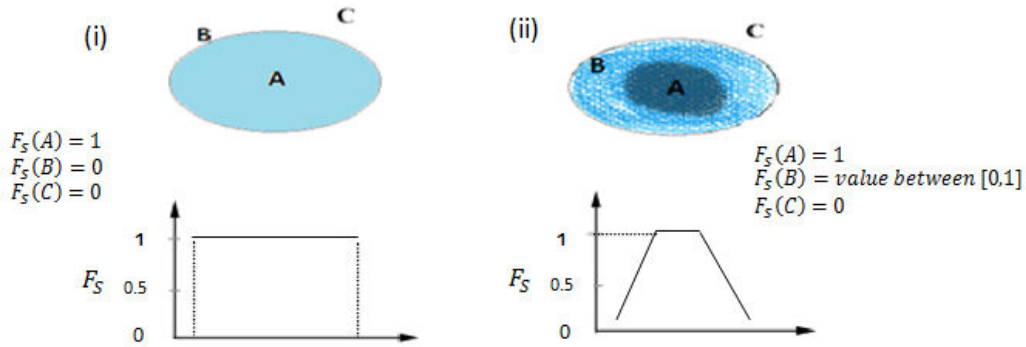 (i)
B
C
A
F_S(A) = 1
F_S(B) = 0
F_S(C) = 0
1
F_S
0.5
0
(ii)
C
B
A
F_S(A) = 1
F_S(B) = value between [0,1]
F_S(C) = 0
1
F_S
0.5
0